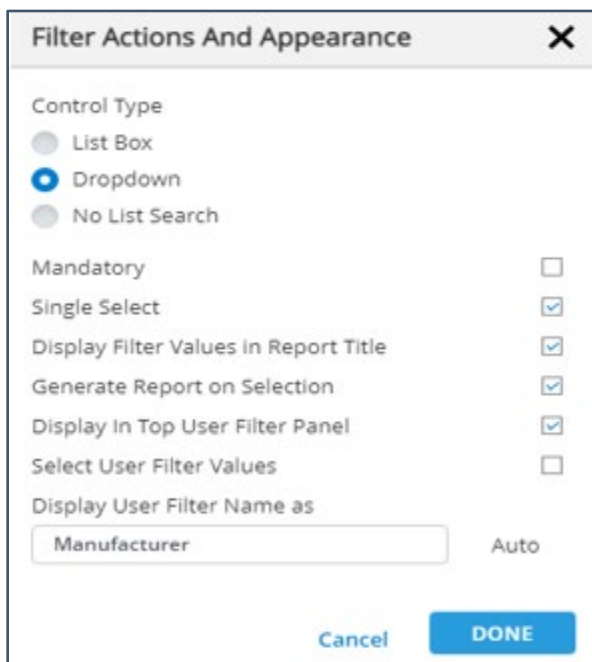 Filter Actions And Appearance
Control Type
List Box
Dropdown
No List Search
Mandatory
Single Select
Display Filter Values in Report Title
Generate Report on Selection
Display In Top User Filter Panel
Select User Filter Values
Display User Filter Name as
Manufacturer Auto
Cancel DONE